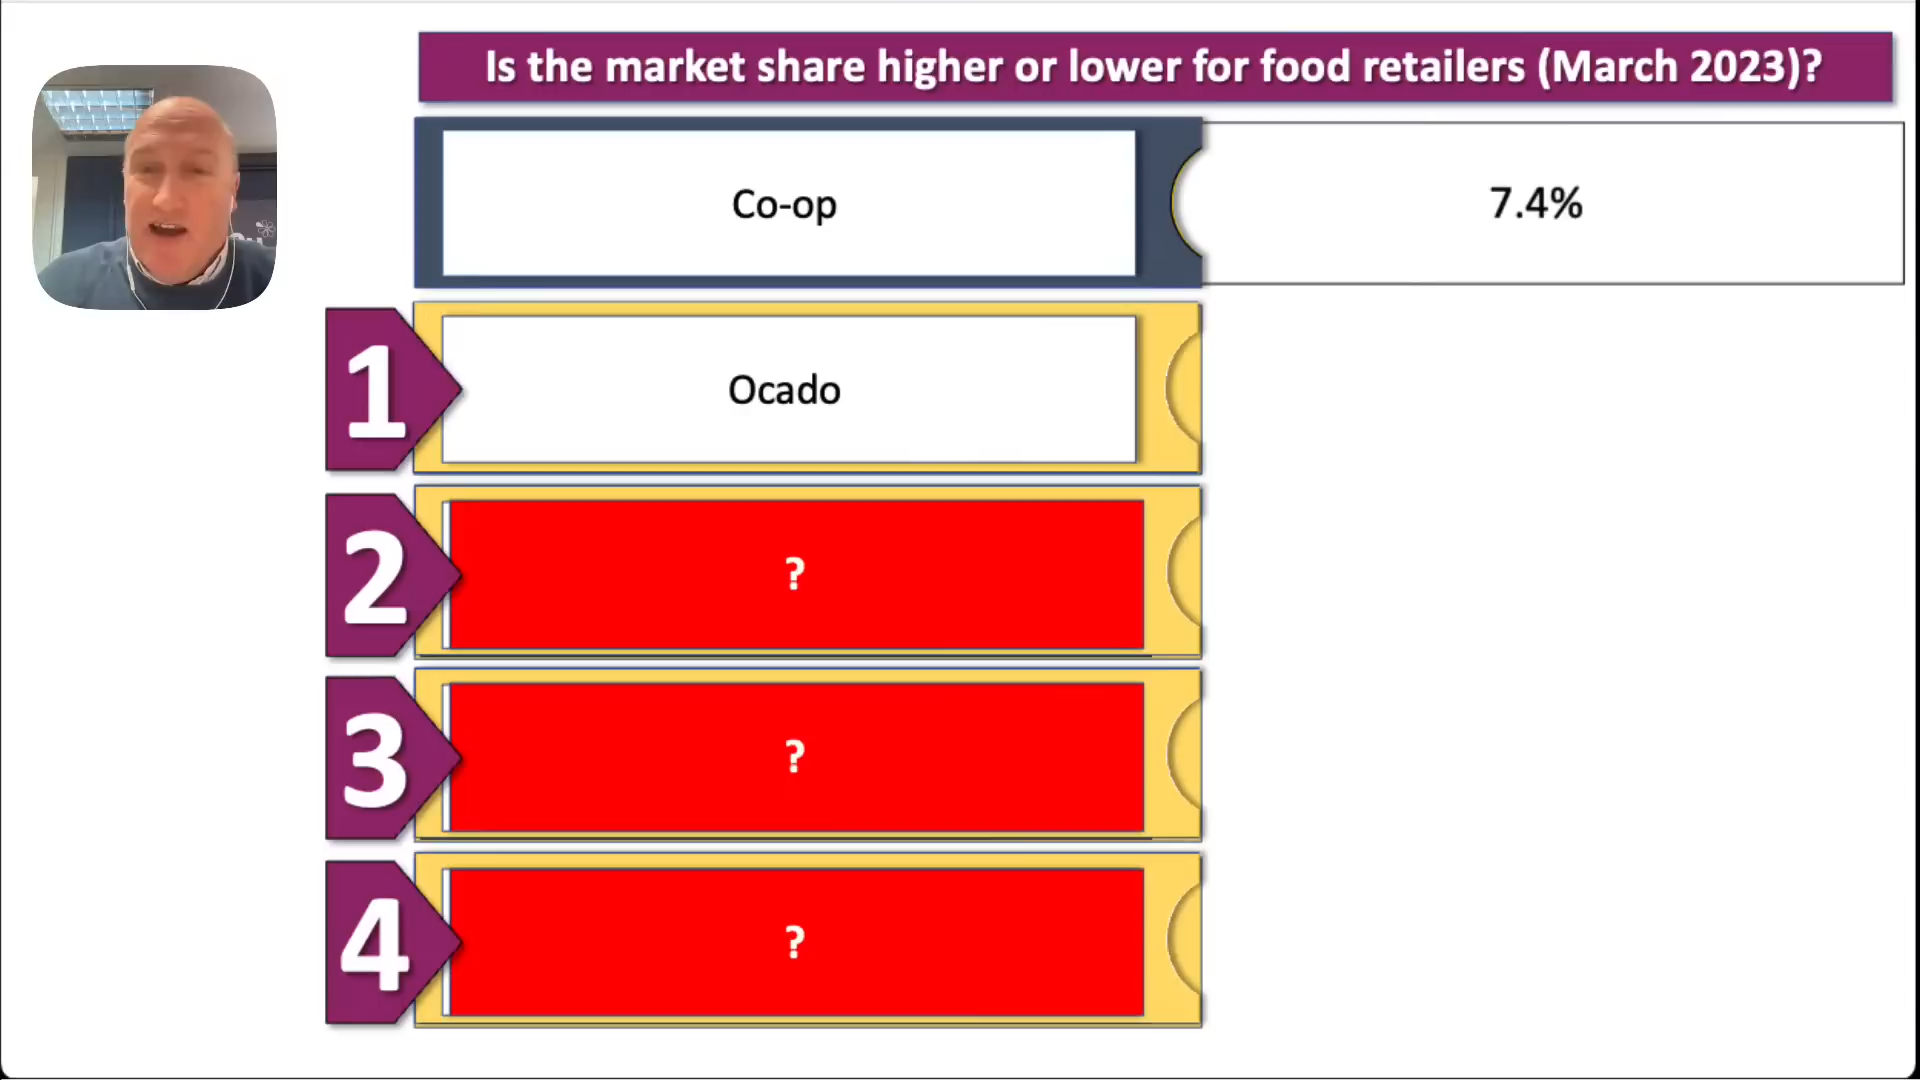 Is the market share higher or lower for food retailers (March 2023)?
Co-op
7.4%
1
Ocado
2
?
3
?
4
?